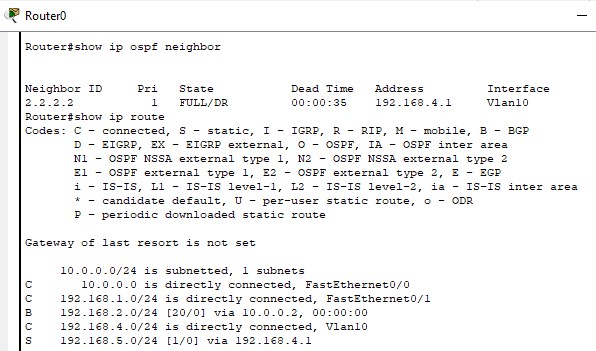 Router0
Router#show ip ospf neighbor
Neighbor ID     Pri   State           Dead Time   Address         Interface
2.2.2.2           1   FULL/DR         00:00:35    192.168.4.1     Vlan10
Router#show ip route
Codes: C - connected, S - static, I - IGRP, R - RIP, M - mobile, B - BGP
       D - EIGRP, EX - EIGRP external, O - OSPF, IA - OSPF inter area
       N1 - OSPF NSSA external type 1, N2 - OSPF NSSA external type 2
       E1 - OSPF external type 1, E2 - OSPF external type 2, E - EGP
       i - IS-IS, L1 - IS-IS level-1, L2 - IS-IS level-2, ia - IS-IS inter area
       * - candidate default, U - per-user static route, o - ODR
       P - periodic downloaded static route
Gateway of last resort is not set
     10.0.0.0/24 is subnetted, 1 subnets
C       10.0.0.0 is directly connected, FastEthernet0/0
C    192.168.1.0/24 is directly connected, FastEthernet0/1
B    192.168.2.0/24 [20/0] via 10.0.0.2, 00:00:00
C    192.168.4.0/24 is directly connected, Vlan10
S    192.168.5.0/24 [1/0] via 192.168.4.1